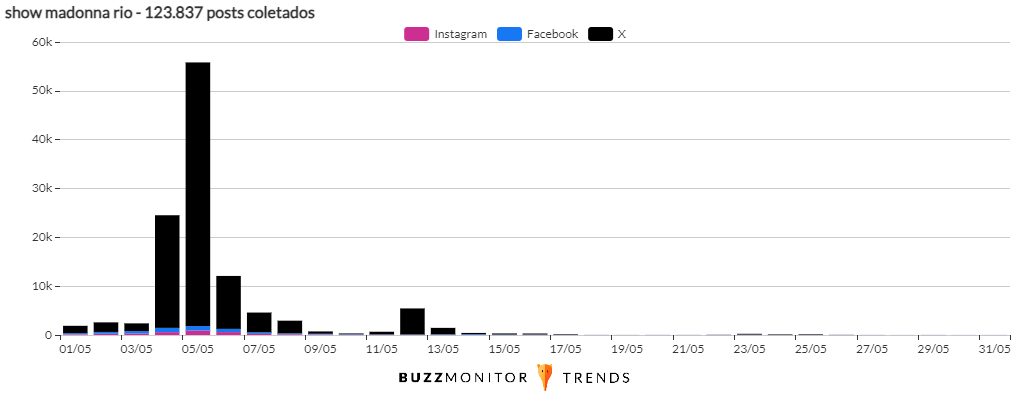 show madonna rio - 123.837 posts coletados
Instagram Facebook X
60k
50k
40k
30k
20k
10k
0
01/05 03/05 05/05 07/05 09/05 11/05 13/05 15/05 17/05 19/05 21/05 23/05 25/05 27/05 29/05 31/05
BUZZMONITOR TRENDS